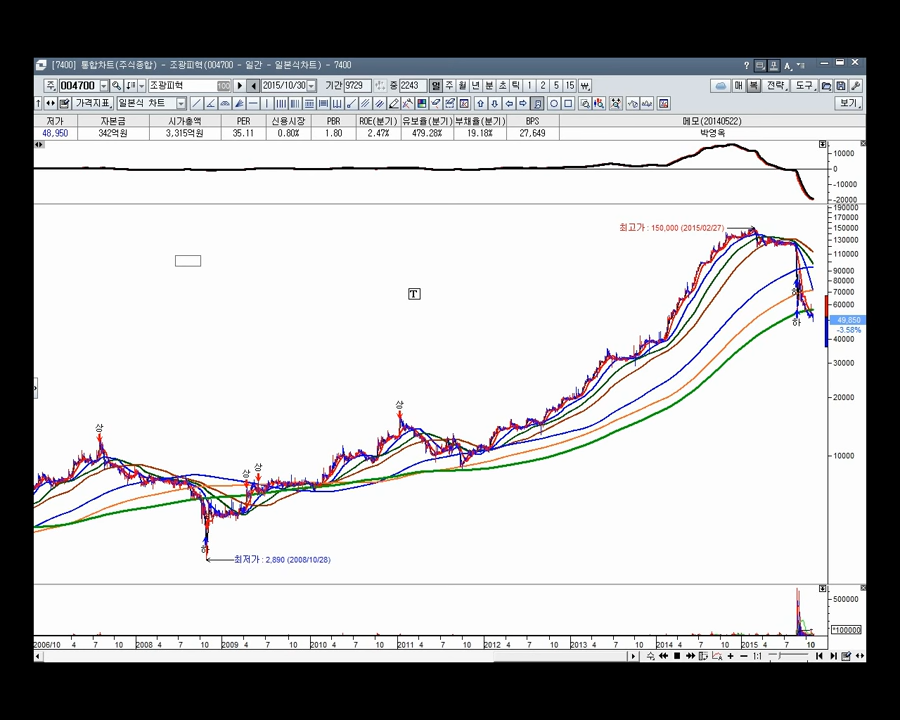 [7400] 통합차트(주식종합) - 조광피혁(004700 - 일간 - 일본식차트) - 7400
주 004700 조광피혁 100 2015/10/30 기간 9729 중 2243 일 주 월 년 분 초 틱 1 2 5 15 매 복 전략 도구
가격지표 일본식 차트 보기
저가 자본금 시가총액 PER 신용시장 PBR ROE(분기) 유보율(분기) 부채율(분기) BPS 메모(20140522)
48,950 342억원 3,315억원 35.11 0.80% 1.80 2.47% 479.28% 19.18% 27,649 박영옥
10000
0
-10000
-20000
190000
170000
최고가 : 150,000 (2015/02/27) 150000
130000
110000
90000
T
70000
60000
하 49,850
-3.58%
40000
30000
20000
상 상
상 10000
상 상
하
최저가 : 2,890 (2008/10/28)
500000
*100000
2006/10 4 7 10 2008 4 7 10 2009 4 7 10 2010 4 7 10 2011 4 7 10 2012 4 7 10 2013 4 7 10 2014 4 7 10 2015 4 7 10
1:1